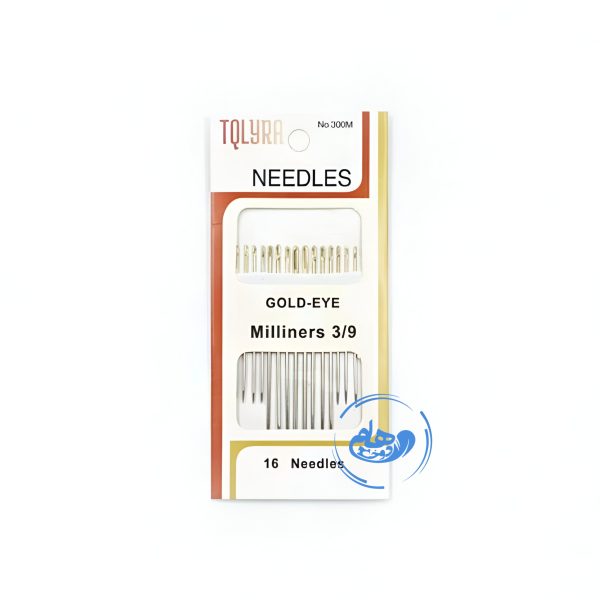 TQLYRA
No 300M
NEEDLES
GOLD-EYE
Milliners 3/9
16 Needles